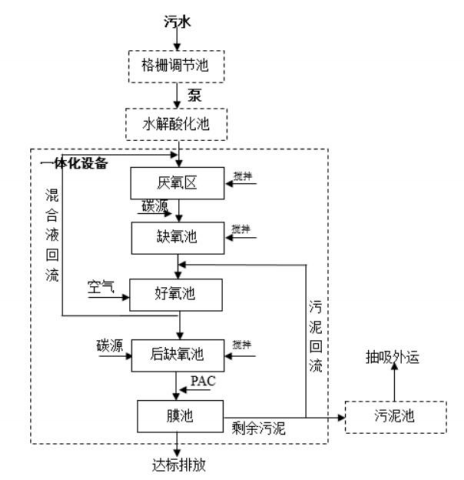 污水
格栅调节池
泵
水解酸化池
一体化设备
混合液回流
厌氧区
搅拌
碳源
缺氧池
搅拌
空气
好氧池
污泥回流
碳源
后缺氧池
搅拌
抽吸外运
PAC
膜池
剩余污泥
污泥池
达标排放